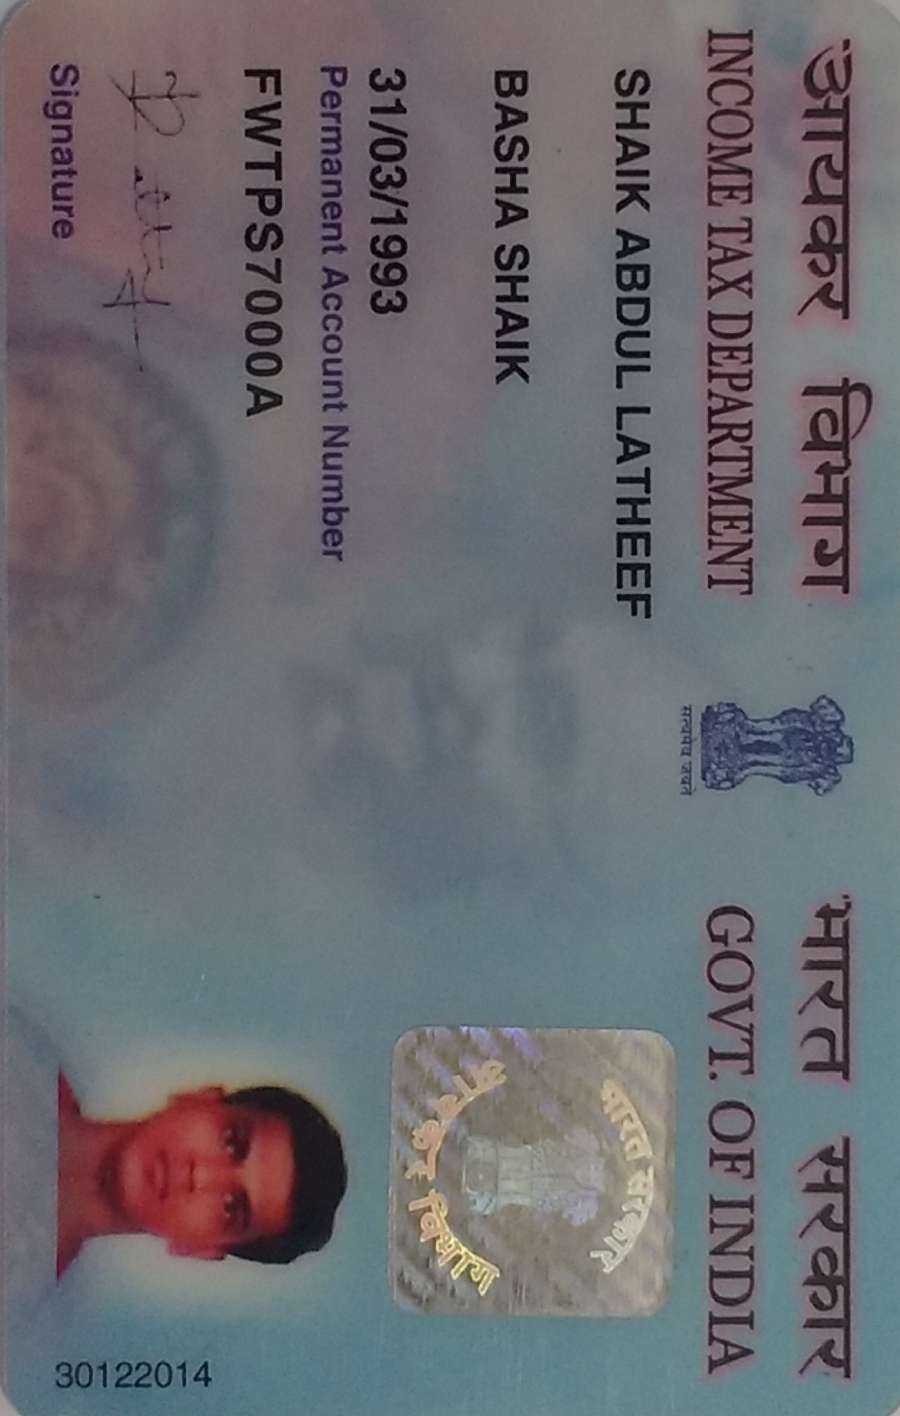 आयकर विभाग
INCOME TAX DEPARTMENT
सत्यमेव जयते
भारत सरकार
GOVT. OF INDIA
SHAIK ABDUL LATHEEF
BASHA SHAIK
31/03/1993
Permanent Account Number
FWTPS7000A
Signature
भारत सरकार
आयकर विभाग
30122014